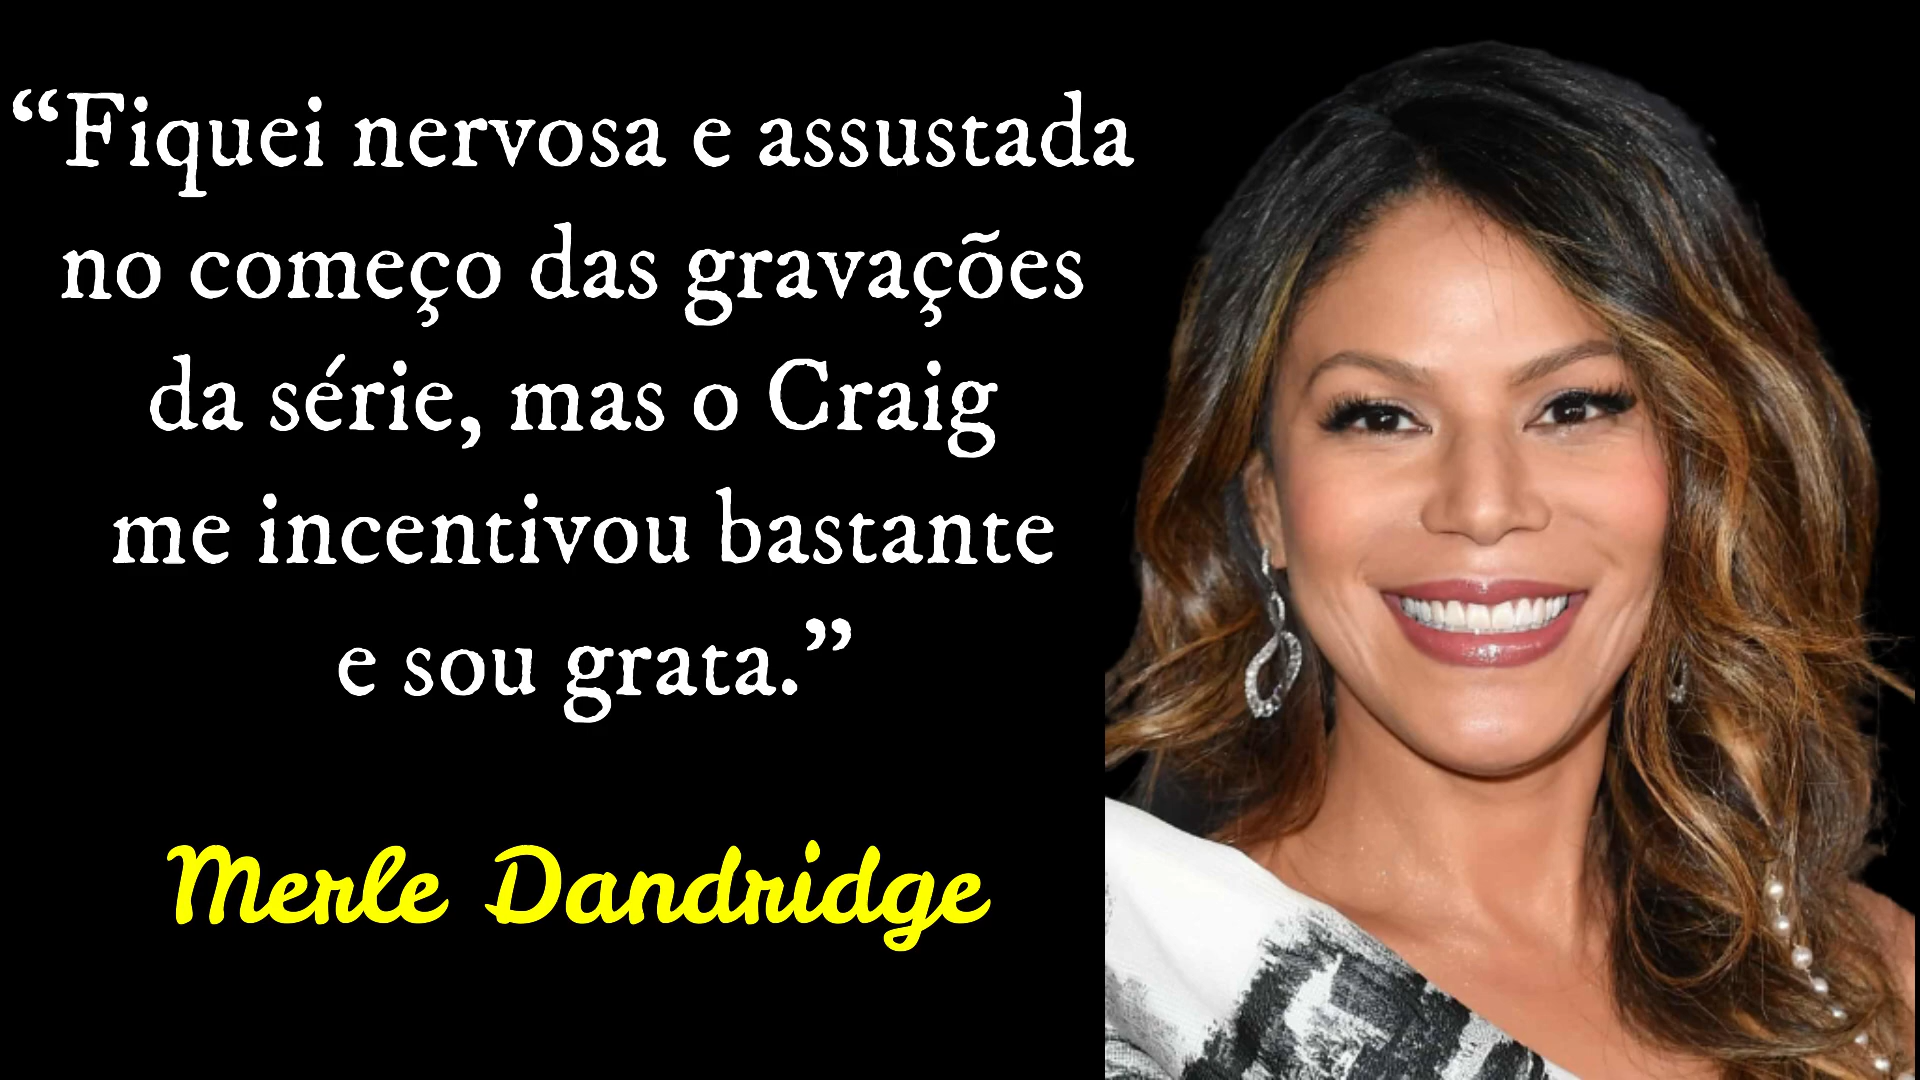 “Fiquei nervosa e assustada
no começo das gravações
da série, mas o Craig
me incentivou bastante
e sou grata.”
Merle Dandridge